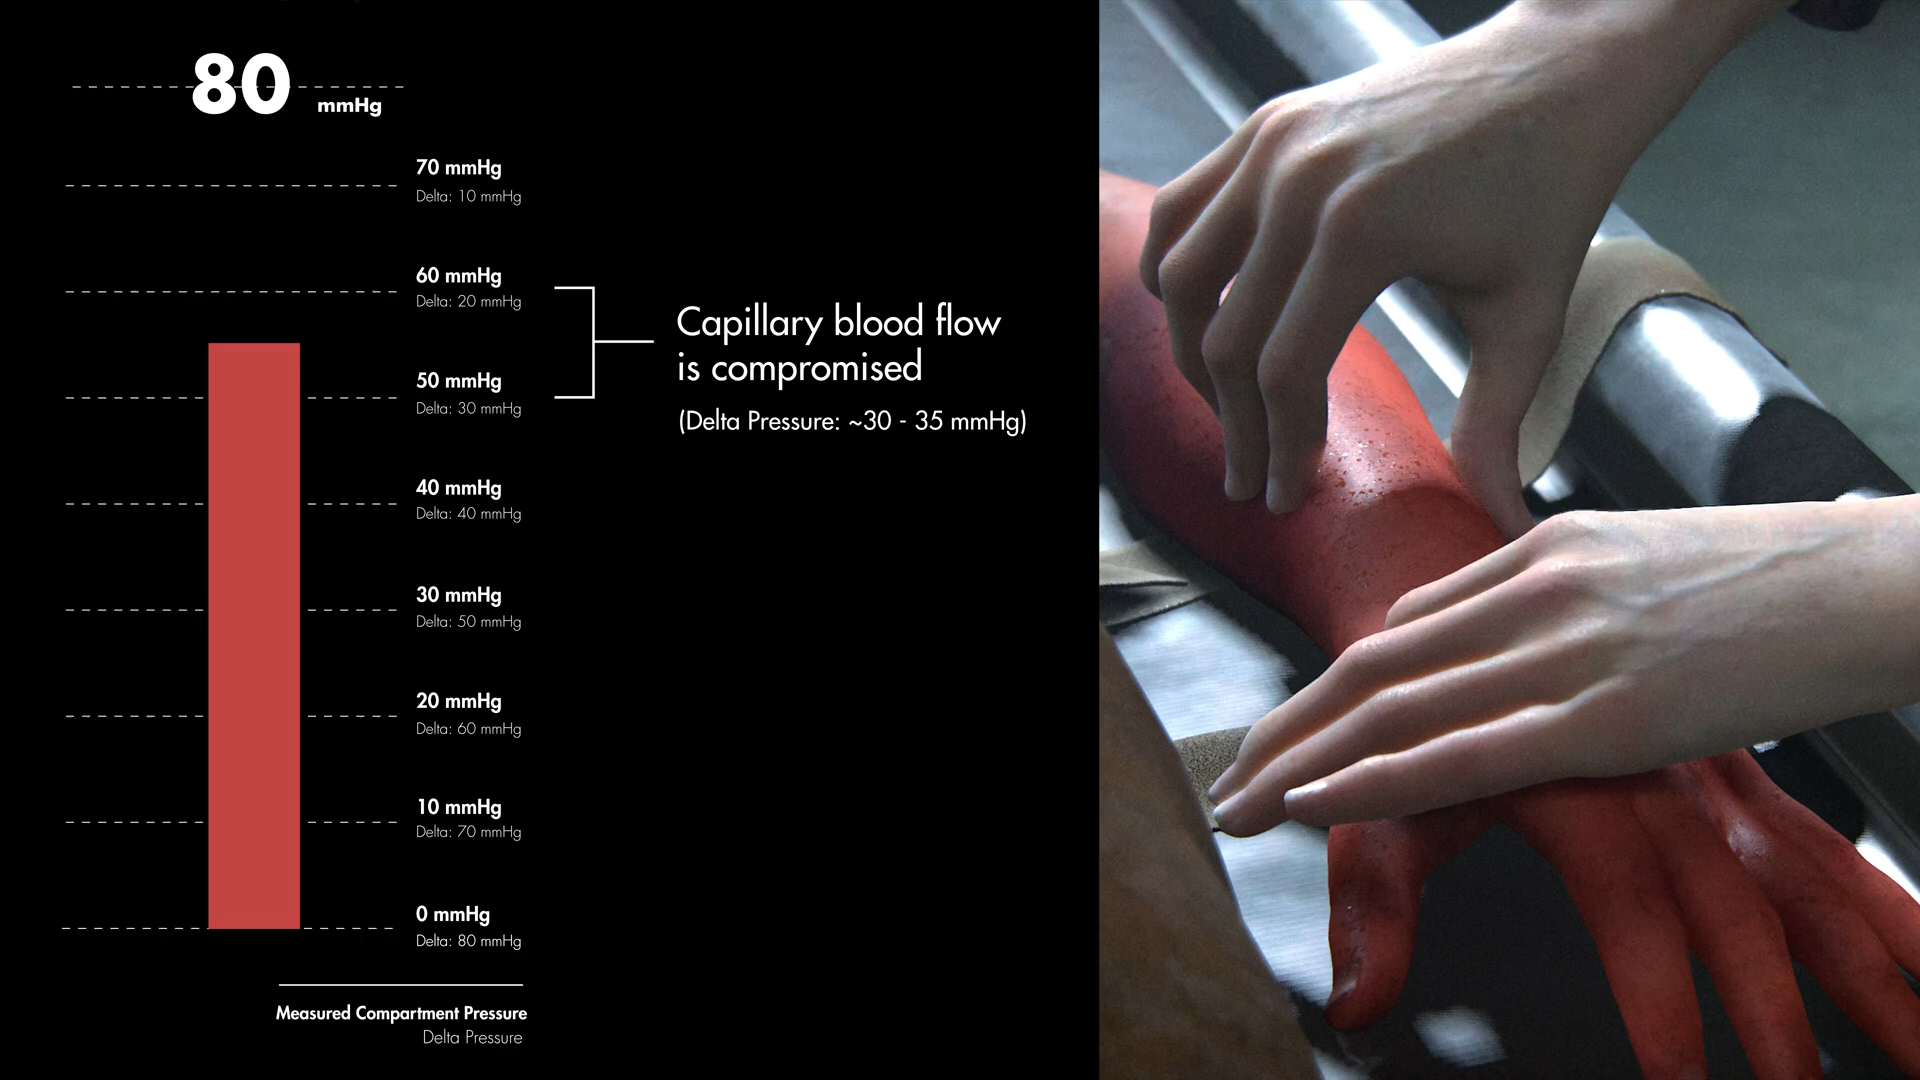 80 mmHg
70 mmHg
Delta: 10 mmHg
60 mmHg
Delta: 20 mmHg
50 mmHg
Delta: 30 mmHg
40 mmHg
Delta: 40 mmHg
30 mmHg
Delta: 50 mmHg
20 mmHg
Delta: 60 mmHg
10 mmHg
Delta: 70 mmHg
0 mmHg
Delta: 80 mmHg
Measured Compartment Pressure
Delta Pressure
Capillary blood flow
is compromised
(Delta Pressure: ~30 - 35 mmHg)